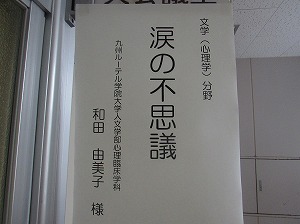 文学（心理学）分野
涙の不思議
九州ルーテル学院大学人文学部心理臨床学科
和田　由美子　様